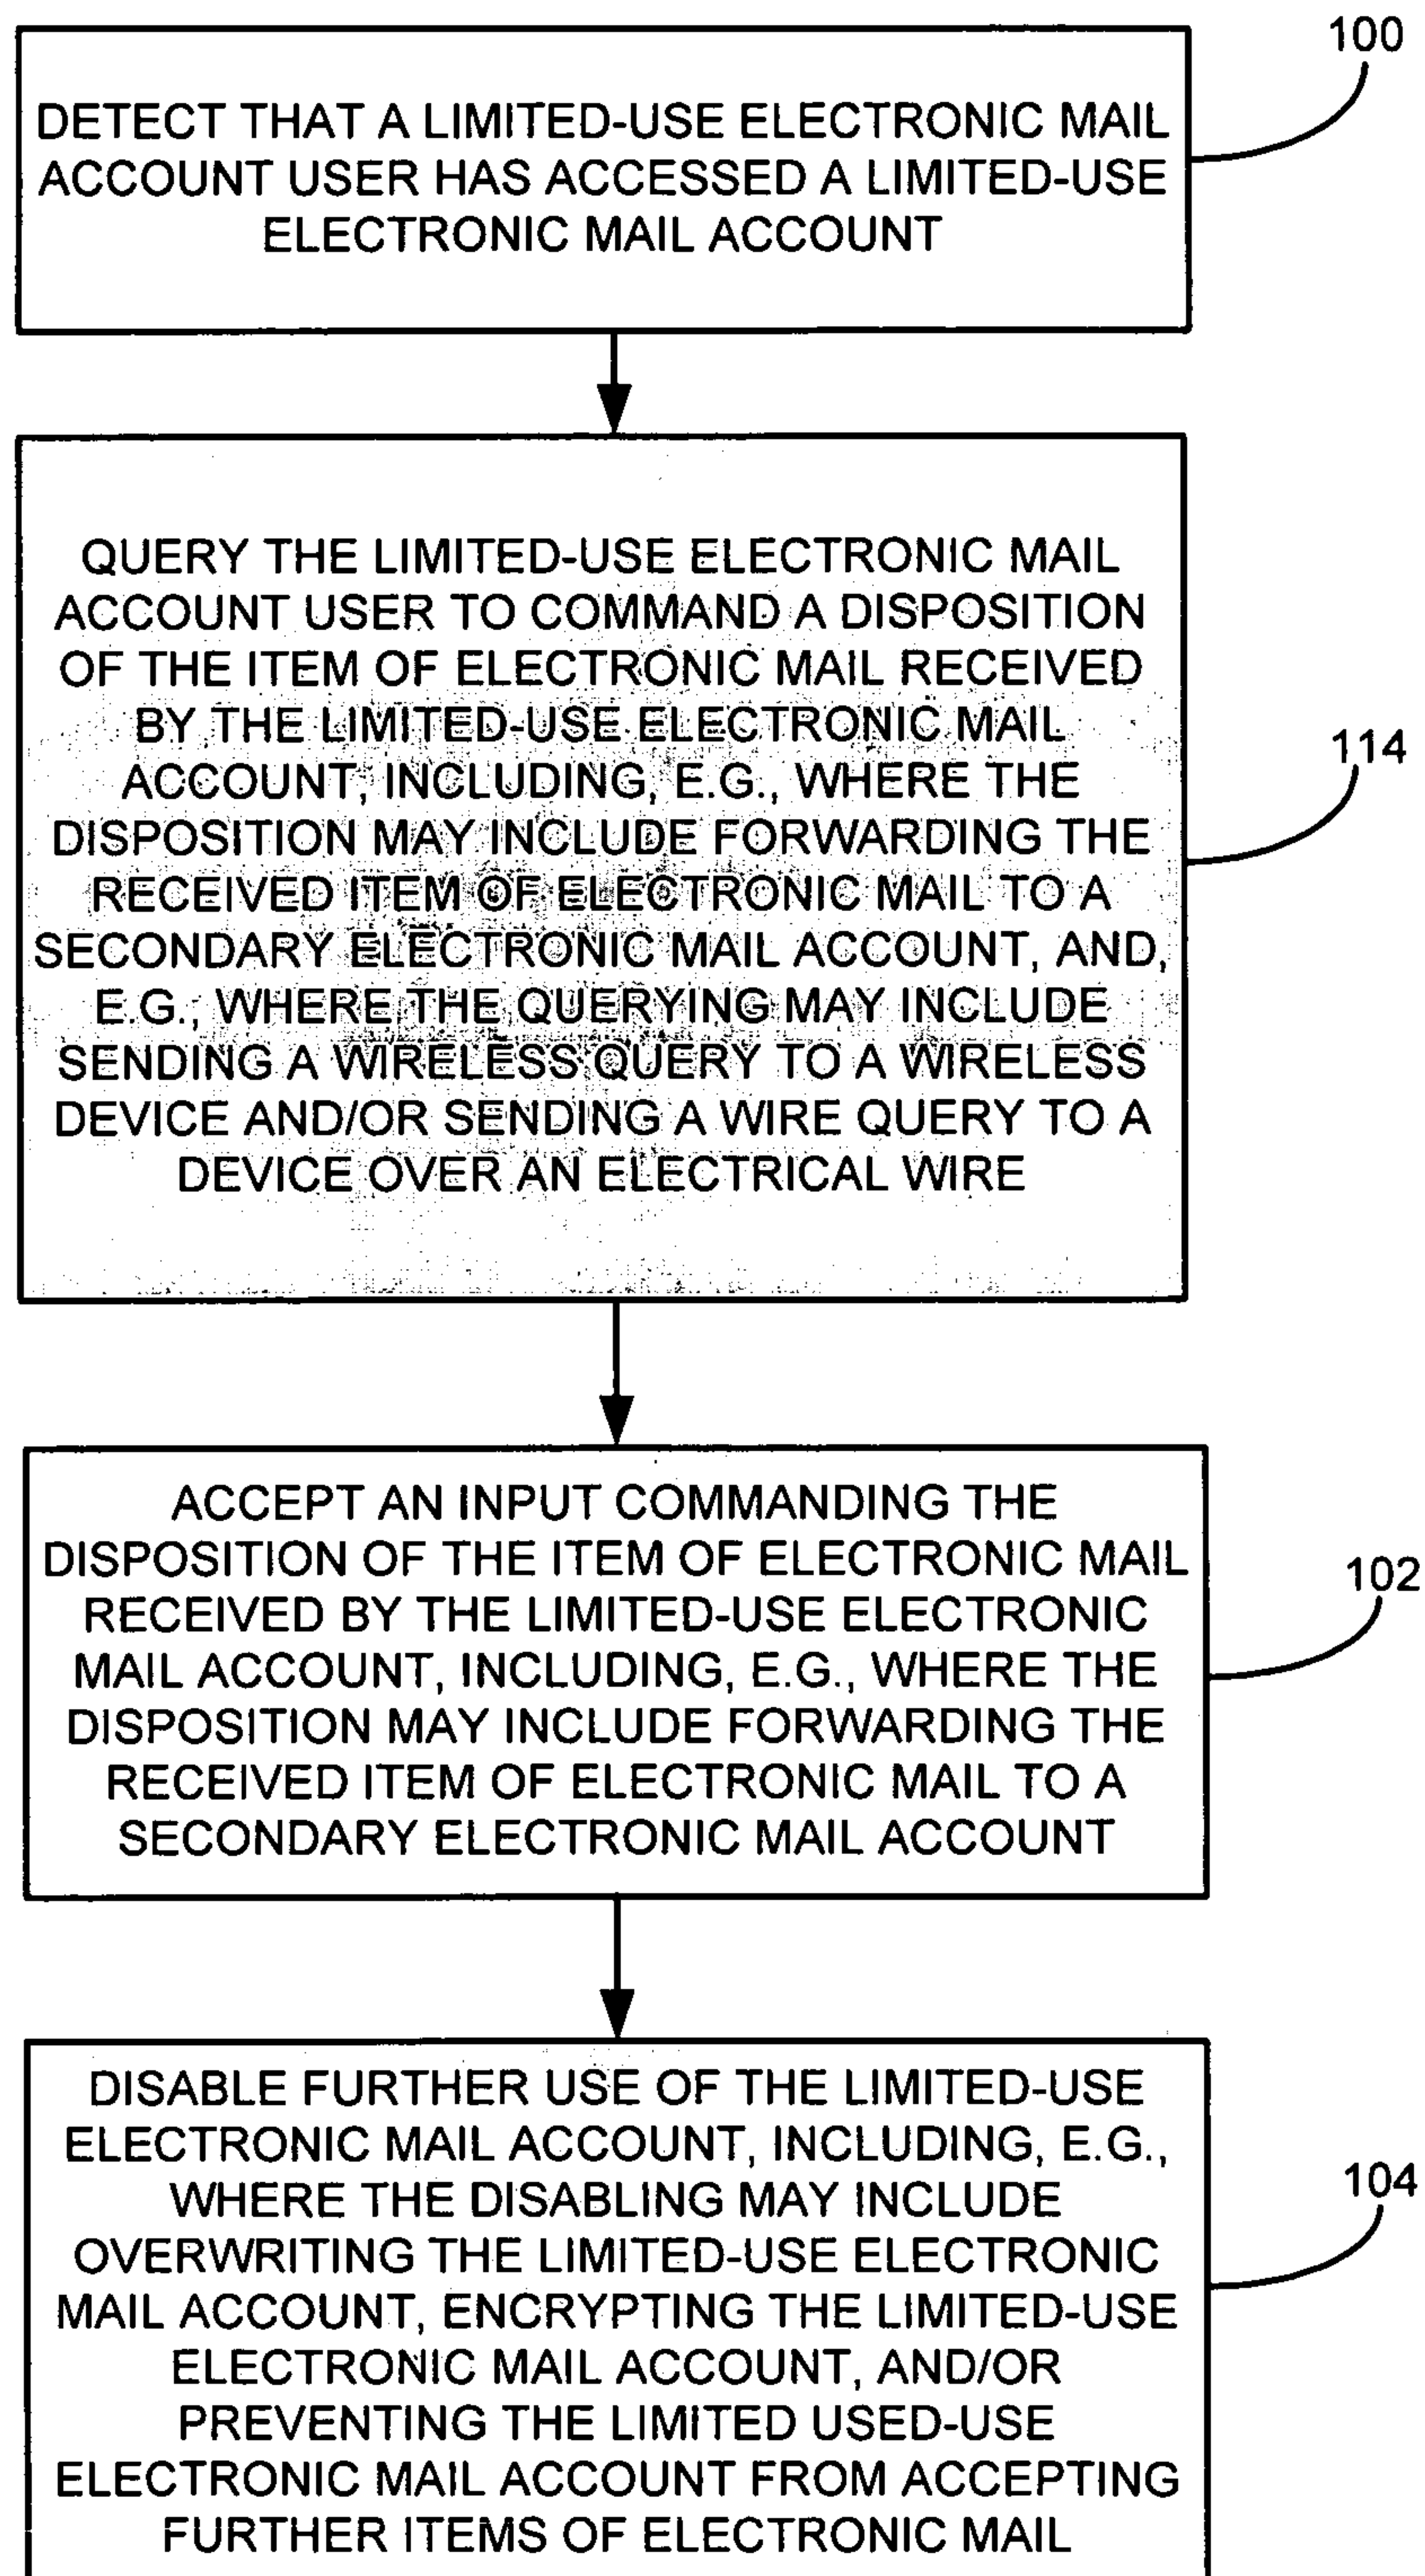 100
DETECT THAT A LIMITED-USE ELECTRONIC MAIL
ACCOUNT USER HAS ACCESSED A LIMITED-USE
ELECTRONIC MAIL ACCOUNT
QUERY THE LIMITED-USE ELECTRONIC MAIL
ACCOUNT USER TO COMMAND A DISPOSITION
OF THE ITEM OF ELECTRONIC MAIL RECEIVED
BY THE LIMITED-USE ELECTRONIC MAIL
ACCOUNT, INCLUDING, E.G., WHERE THE
DISPOSITION MAY INCLUDE FORWARDING THE
RECEIVED ITEM OF ELECTRONIC MAIL TO A
SECONDARY ELECTRONIC MAIL ACCOUNT, AND,
E.G., WHERE THE QUERYING MAY INCLUDE
SENDING A WIRELESS QUERY TO A WIRELESS
DEVICE AND/OR SENDING A WIRE QUERY TO A
DEVICE OVER AN ELECTRICAL WIRE
114
ACCEPT AN INPUT COMMANDING THE
DISPOSITION OF THE ITEM OF ELECTRONIC MAIL
RECEIVED BY THE LIMITED-USE ELECTRONIC
MAIL ACCOUNT, INCLUDING, E.G., WHERE THE
DISPOSITION MAY INCLUDE FORWARDING THE
RECEIVED ITEM OF ELECTRONIC MAIL TO A
SECONDARY ELECTRONIC MAIL ACCOUNT
102
DISABLE FURTHER USE OF THE LIMITED-USE
ELECTRONIC MAIL ACCOUNT, INCLUDING, E.G.,
WHERE THE DISABLING MAY INCLUDE
OVERWRITING THE LIMITED-USE ELECTRONIC
MAIL ACCOUNT, ENCRYPTING THE LIMITED-USE
ELECTRONIC MAIL ACCOUNT, AND/OR
PREVENTING THE LIMITED USED-USE
ELECTRONIC MAIL ACCOUNT FROM ACCEPTING
FURTHER ITEMS OF ELECTRONIC MAIL
104